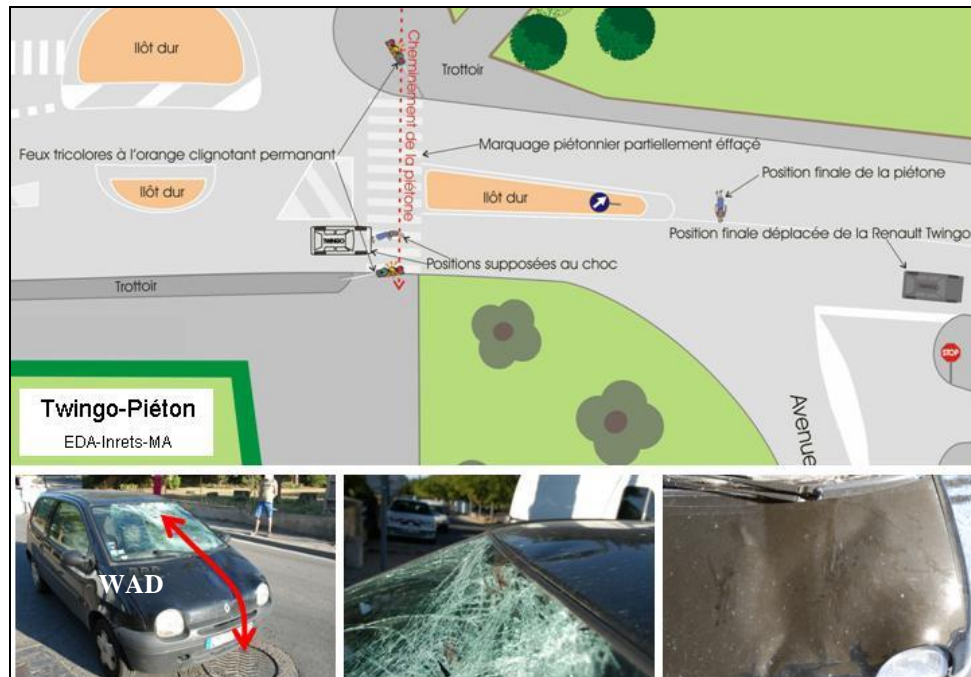 Ilôt dur
Cheminement de la piétone
Trottoir
Feux tricolores à l'orange clignotant permanant
Marquage piétonnier partiellement éffaçé
Ilôt dur
Ilôt dur
Position finale de la piétone
TWINGO
Position finale déplacée de la Renault Twingo
Positions supposées au choc
Trottoir
STOP
Avenue
Twingo-Piéton
EDA-Inrets-MA
WAD